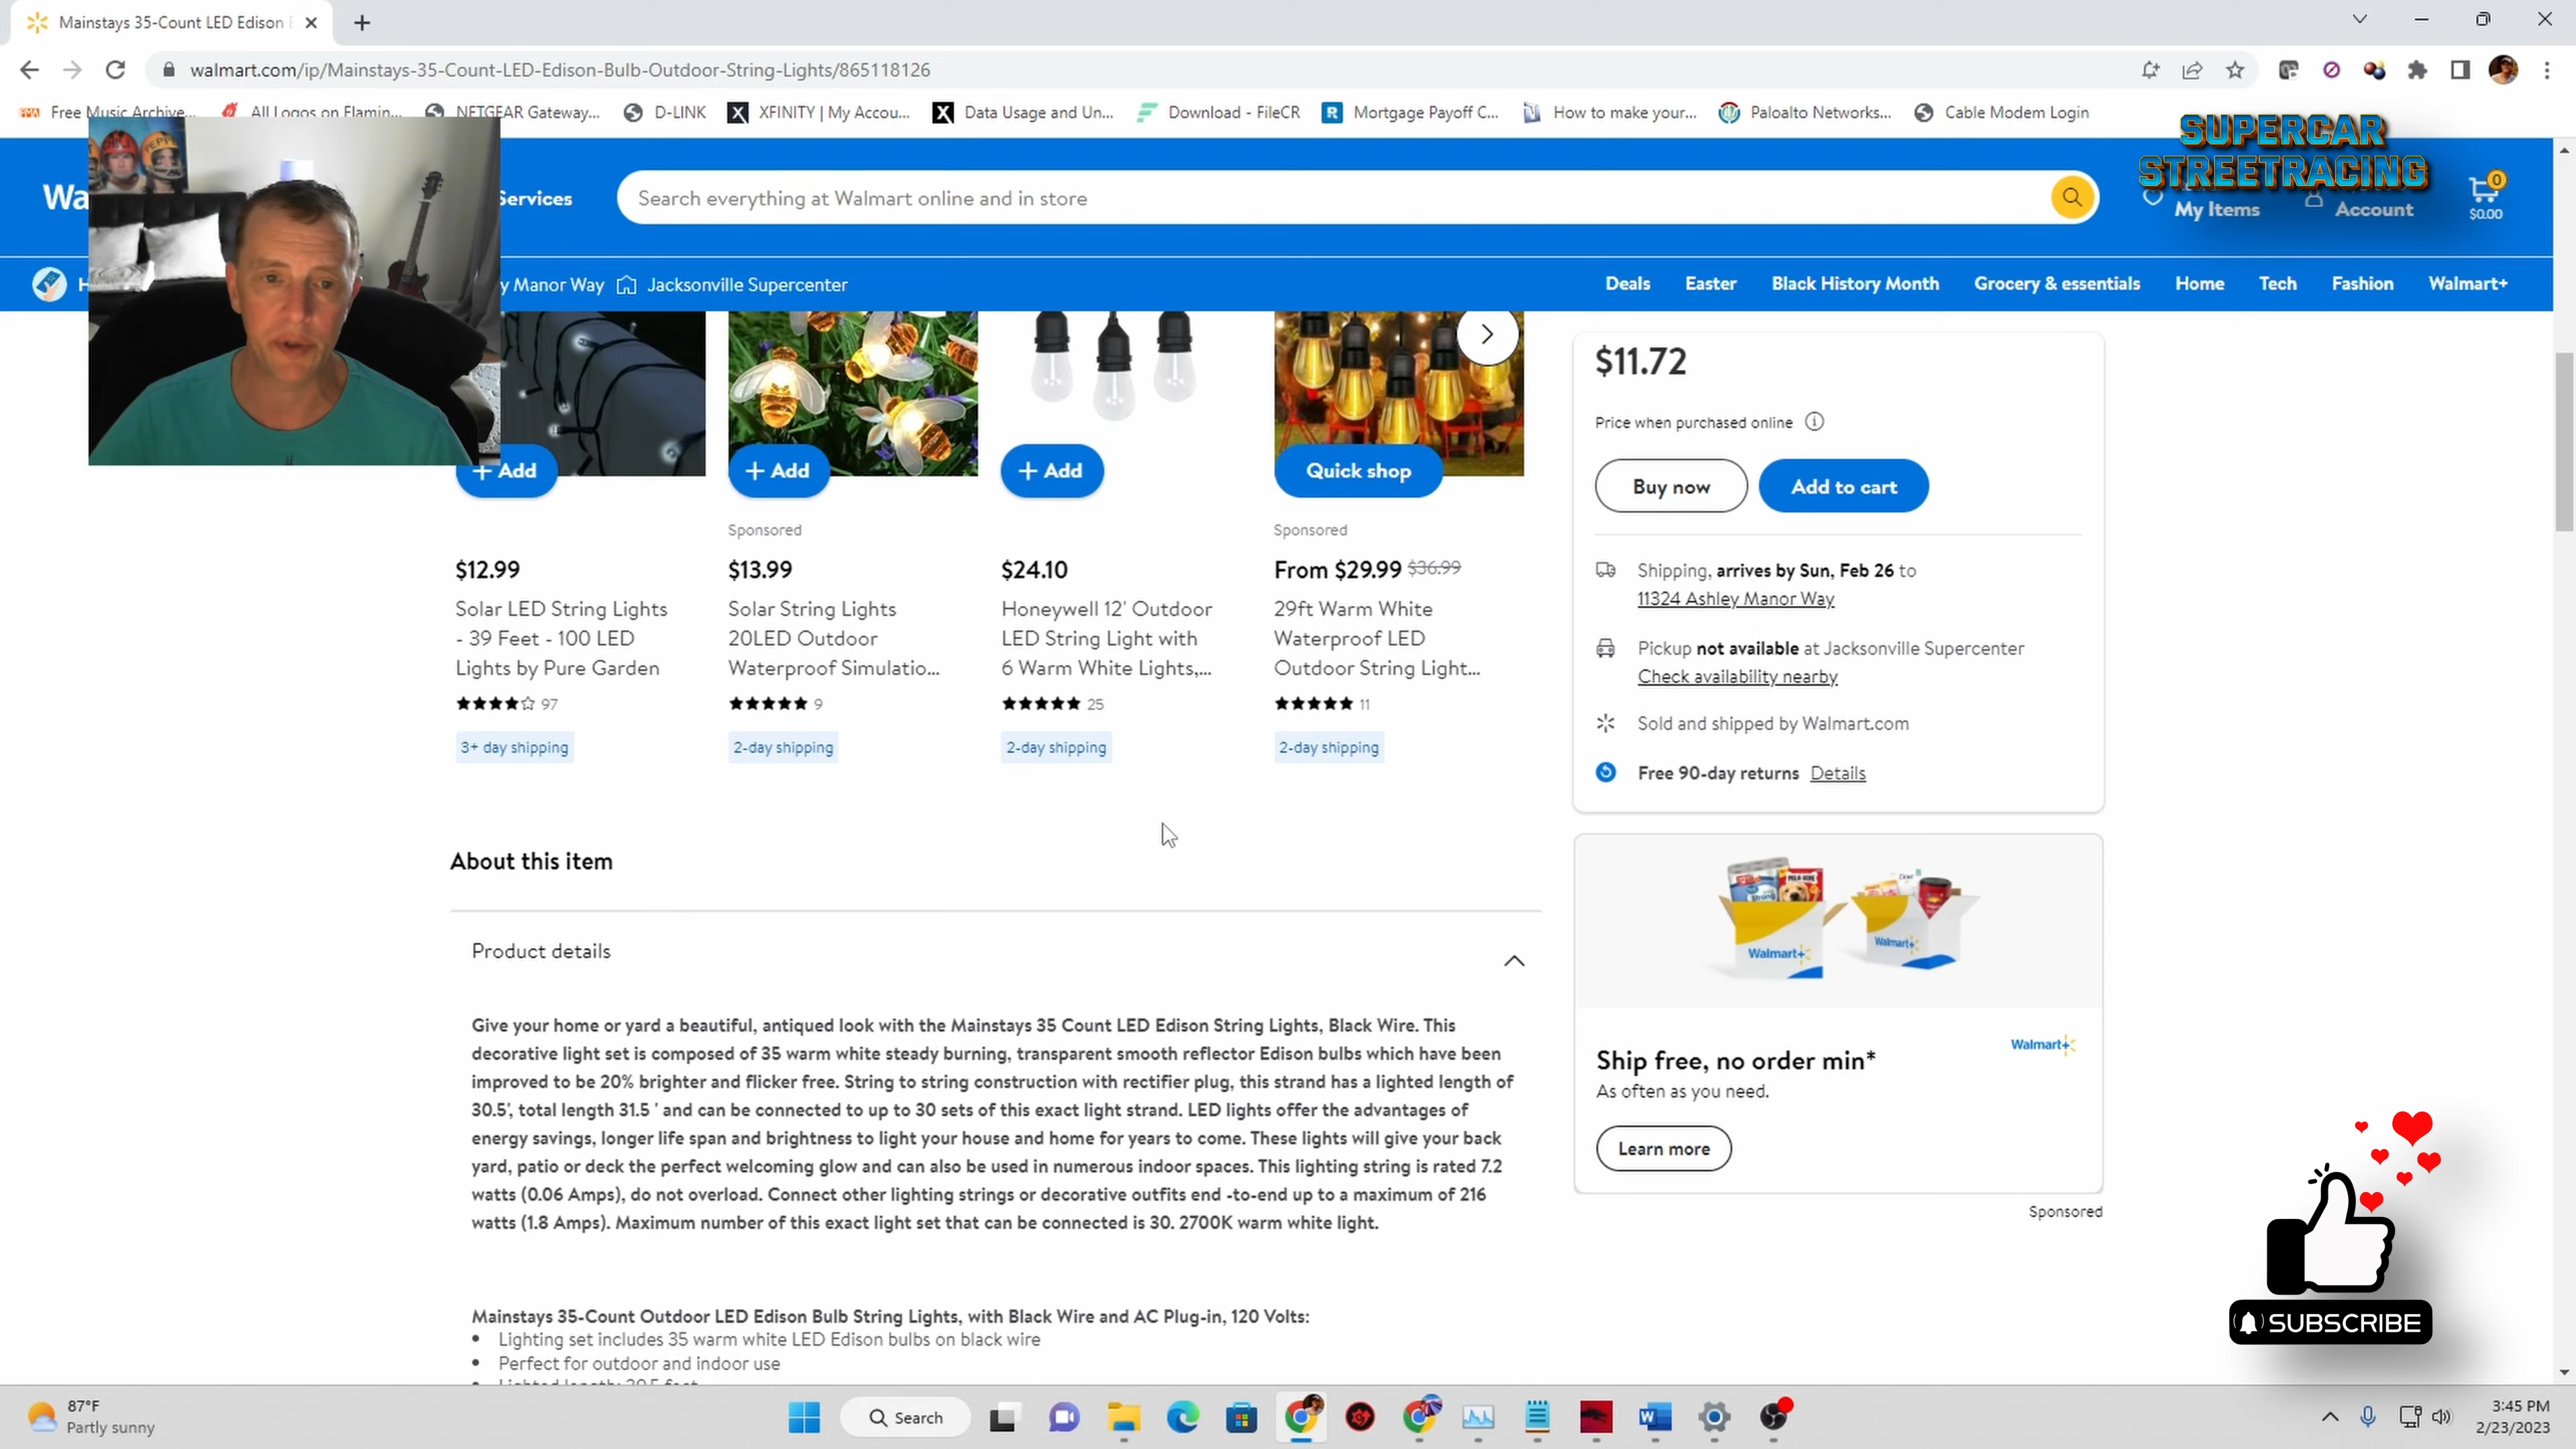 Mainstays 35-Count LED Edison
walmart.com/ip/Mainstays-35-Count-LED-Edison-Bulb-Outdoor-String-Lights/865118126
Free Music Archive...
All Logos on Flamin...
NETGEAR Gateway...
D-LINK
XFINITY | My Accou...
Data Usage and Un...
Download - FileCR
Mortgage Payoff C...
How to make your...
Paloalto Networks...
Cable Modem Login
SUPERCAR
STREETRACING
Wa
Services
Search everything at Walmart online and in store
My Items
Account
0
$0.00
H
y Manor Way
Jacksonville Supercenter
Deals
Easter
Black History Month
Grocery & essentials
Home
Tech
Fashion
Walmart+
+ Add
+ Add
+ Add
Quick shop
Sponsored
Sponsored
$12.99
$13.99
$24.10
From $29.99 $36.99
Solar LED String Lights
- 39 Feet - 100 LED
Lights by Pure Garden
Solar String Lights
20LED Outdoor
Waterproof Simulatio...
Honeywell 12' Outdoor
LED String Light with
6 Warm White Lights,...
29ft Warm White
Waterproof LED
Outdoor String Light...
97
9
25
11
3+ day shipping
2-day shipping
2-day shipping
2-day shipping
$11.72
Price when purchased online
Buy now
Add to cart
Shipping, arrives by Sun, Feb 26 to
11324 Ashley Manor Way
Pickup not available at Jacksonville Supercenter
Check availability nearby
Sold and shipped by Walmart.com
Free 90-day returns Details
About this item
Product details
Give your home or yard a beautiful, antiqued look with the Mainstays 35 Count LED Edison String Lights, Black Wire. This
decorative light set is composed of 35 warm white steady burning, transparent smooth reflector Edison bulbs which have been
improved to be 20% brighter and flicker free. String to string construction with rectifier plug, this strand has a lighted length of
30.5', total length 31.5 ' and can be connected to up to 30 sets of this exact light strand. LED lights offer the advantages of
energy savings, longer life span and brightness to light your house and home for years to come. These lights will give your back
yard, patio or deck the perfect welcoming glow and can also be used in numerous indoor spaces. This lighting string is rated 7.2
watts (0.06 Amps), do not overload. Connect other lighting strings or decorative outfits end -to-end up to a maximum of 216
watts (1.8 Amps). Maximum number of this exact light set that can be connected is 30. 2700K warm white light.
Mainstays 35-Count Outdoor LED Edison Bulb String Lights, with Black Wire and AC Plug-in, 120 Volts:
• Lighting set includes 35 warm white LED Edison bulbs on black wire
• Perfect for outdoor and indoor use
Walmart+
Walmart+
Walmart+
Ship free, no order min*
As often as you need.
Learn more
Sponsored
SUBSCRIBE
87°F
Partly sunny
Search
3:45 PM
2/23/2023